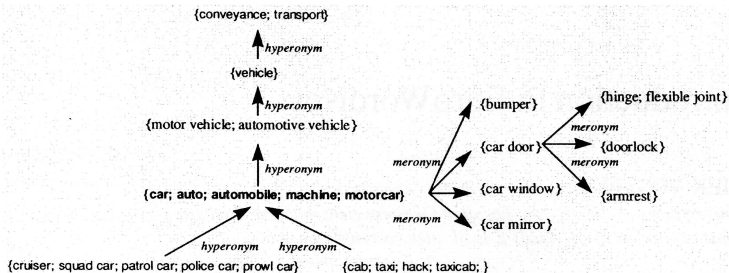 {conveyance; transport}
hyperonym
{vehicle}
hyperonym
{motor vehicle; automotive vehicle}
hyperonym
{car; auto; automobile; machine; motorcar}
hyperonym hyperonym
{cruiser; squad car; patrol car; police car; prowl car}
{cab; taxi; hack; taxicab; }
meronym
meronym
{bumper}
{car door}
{car window}
{car mirror}
meronym
meronym
{hinge; flexible joint}
{doorlock}
{armrest}